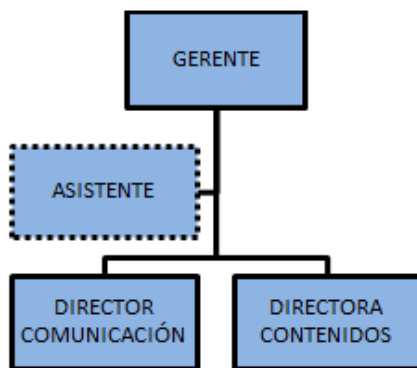 GERENTE
ASISTENTE
DIRECTOR
COMUNICACIÓN
DIRECTORA
CONTENIDOS